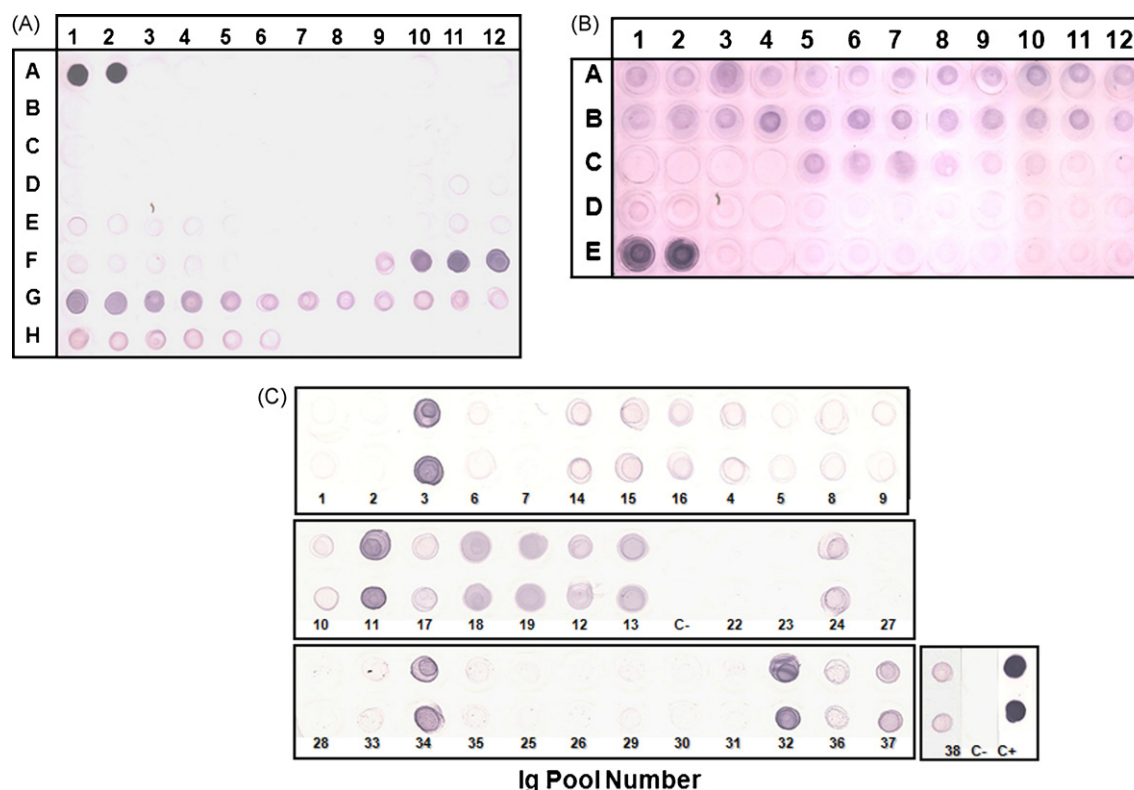 (A)
1 2 3 4 5 6 7 8 9 10 11 12
A
B
C
D
E
F
G
H
(B)
1 2 3 4 5 6 7 8 9 10 11 12
A
B
C
D
E
(C)
1 2 3 6 7 14 15 16 4 5 8 9
10 11 17 18 19 12 13 C- 22 23 24 27
28 33 34 35 25 26 29 30 31 32 36 37
38 C- C+
Ig Pool Number